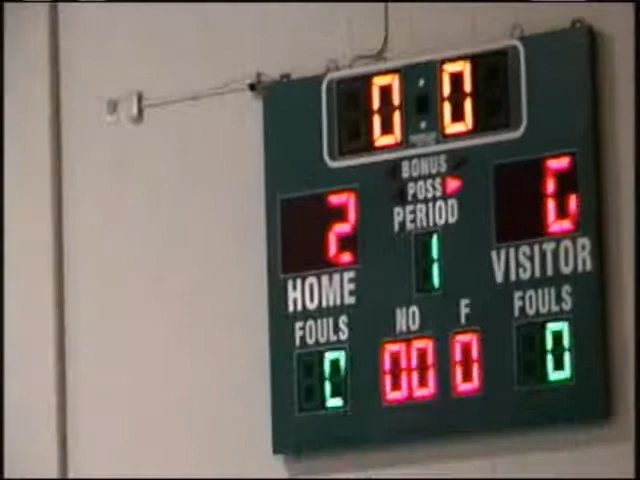 0 : 0
BONUS
POSS
PERIOD
2 1
HOME VISITOR
FOULS NO F FOULS
00 0 0